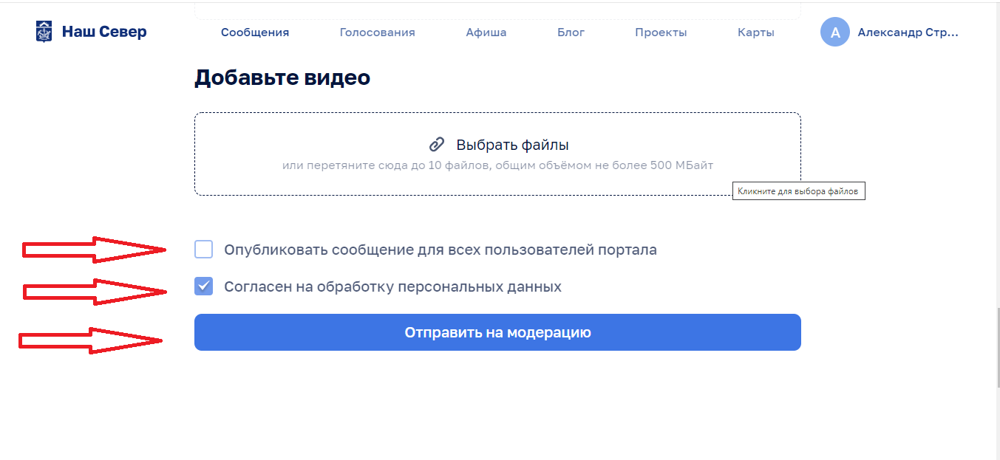 Наш Север
Сообщения
Голосования
Афиша
Блог
Проекты
Карты
А
Александр Стр...
Добавьте видео
Выбрать файлы
или перетяните сюда до 10 файлов, общим объёмом не более 500 МБайт
Кликните для выбора файлов
Опубликовать сообщение для всех пользователей портала
Согласен на обработку персональных данных
Отправить на модерацию